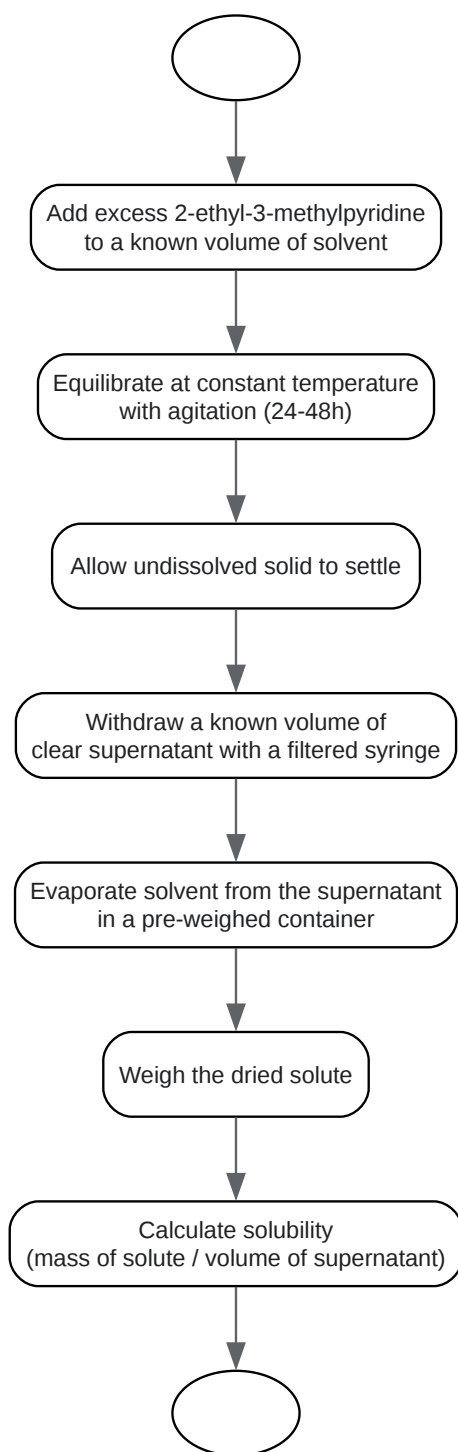 Add excess 2-ethyl-3-methylpyridine
to a known volume of solvent
Equilibrate at constant temperature
with agitation (24-48h)
Allow undissolved solid to settle
Withdraw a known volume of
clear supernatant with a filtered syringe
Evaporate solvent from the supernatant
in a pre-weighed container
Weigh the dried solute
Calculate solubility
(mass of solute / volume of supernatant)